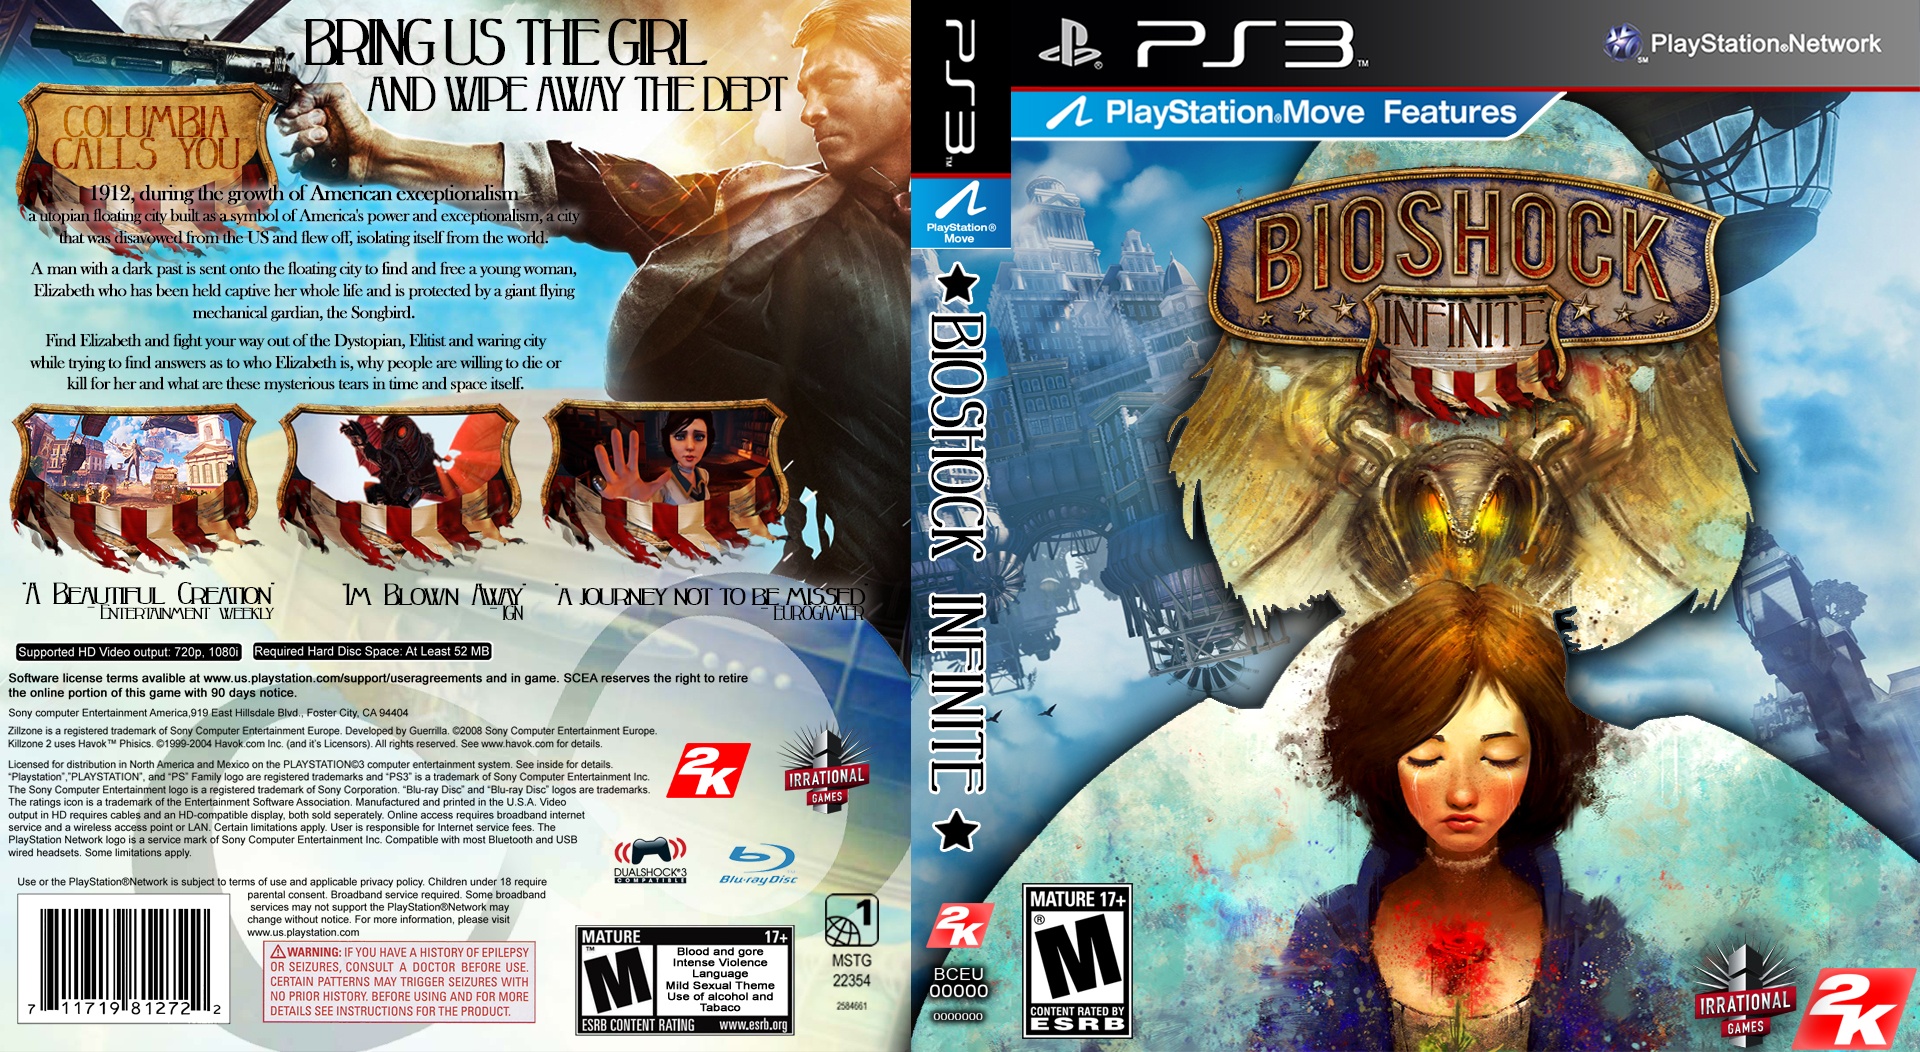 BRING US THE GIRL
AND WIPE AWAY THE DEPT
COLUMBIA
CALLS YOU
1912, during the growth of American exceptionalism
a utopian floating city built as a symbol of America's power and exceptionalism, a city
that was disavowed from the US and flew off, isolating itself from the world.
A man with a dark past is sent onto the floating city to find and free a young woman,
Elizabeth who has been held captive her whole life and is protected by a giant flying
mechanical gardian, the Songbird.
Find Elizabeth and fight your way out of the Dystopian, Elitist and waring city
while trying to find answers as to who Elizabeth is, why people are willing to die or
kill for her and what are these mysterious tears in time and space itself.
"A Beautiful Creation"
- Entertainment Weekly
"Im Blown Away"
- IGN
"A JOURNEY NOT TO BE MISSED"
- EUROGAMER
Supported HD Video output: 720p, 1080i
Required Hard Disc Space: At Least 52 MB
Software license terms avalible at www.us.playstation.com/support/useragreements and in game. SCEA reserves the right to retire
the online portion of this game with 90 days notice.
Sony computer Entertainment America,919 East Hillsdale Blvd., Foster City, CA 94404
Zillzone is a registered trademark of Sony Computer Entertainment Europe. Developed by Guerrilla. ©2008 Sony Computer Entertainment Europe.
Killzone 2 uses Havok™ Phisics. ©1999-2004 Havok.com Inc. (and it's Licensors). All rights reserved. See www.havok.com for details.
Licensed for distribution in North America and Mexico on the PLAYSTATION©3 computer entertainment system. See inside for details.
"Playstation","PLAYSTATION", and "PS" Family logo are registered trademarks and "PS3" is a trademark of Sony Computer Entertainment Inc.
The Sony Computer Entertainment logo is a registered trademark of Sony Corporation. "Blu-ray Disc" and "Blu-ray Disc" logos are trademarks.
The ratings icon is a trademark of the Entertainment Software Association. Manufactured and printed in the U.S.A. Video
output in HD requires cables and an HD-compatible display, both sold seperately. Online access requires broadband internet
service and a wireless access point or LAN. Certain limitations apply. User is responsible for Internet service fees. The
PlayStation Network logo is a service mark of Sony Computer Entertainment Inc. Compatible with most Bluetooth and USB
wired headsets. Some limitations apply.
2K
IRRATIONAL
GAMES
DUALSHOCK®3
COMPATIBLE
Blu-ray Disc
Use or the PlayStation®Network is subject to terms of use and applicable privacy policy. Children under 18 require
parental consent. Broadband service required. Some broadband
services may not support the PlayStation®Network may
change without notice. For more information, please visit
www.us.playstation.com
7 11719 81272 2
WARNING: IF YOU HAVE A HISTORY OF EPILEPSY
OR SEIZURES, CONSULT A DOCTOR BEFORE USE.
CERTAIN PATTERNS MAY TRIGGER SEIZURES WITH
NO PRIOR HISTORY. BEFORE USING AND FOR MORE
DETAILS SEE INSTRUCTIONS FOR THE PRODUCT.
MATURE 17+
M
Blood and gore
Intense Violence
Language
Mild Sexual Theme
Use of alcohol and
Tabaco
ESRB CONTENT RATING www.esrb.org
1
MSTG
22354
2584661
PS3™
PlayStation®
Move
BIOSHOCK INFINITE
2K
BCEU
00000
0000000
PS3™
PlayStation®Network
SM
PlayStation®Move Features
BIOSHOCK
INFINITE
MATURE 17+
M
CONTENT RATED BY
ESRB
IRRATIONAL
GAMES
2K